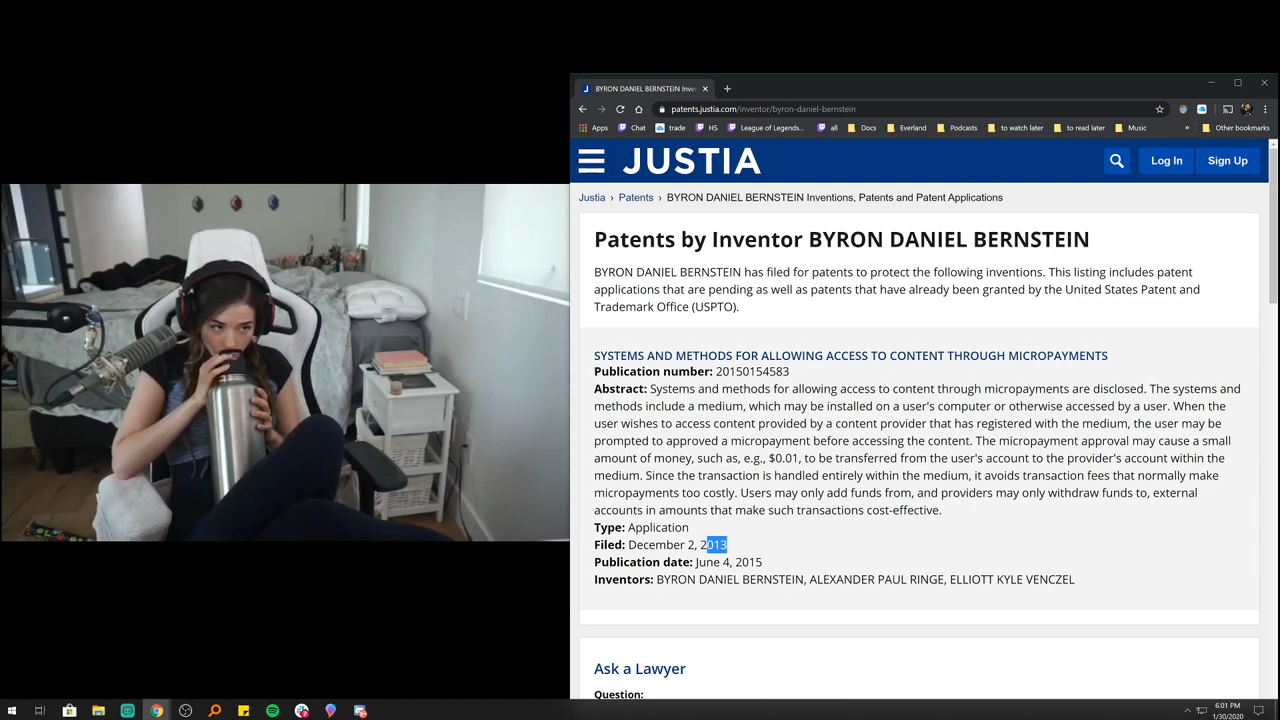 BYRON DANIEL BERNSTEIN Inve
patents.justia.com/inventor/byron-daniel-bernstein
Apps Chat trade HS League of Legends... all Docs Everland Podcasts to watch later to read later Music » Other bookmarks
JUSTIA Log In Sign Up
Justia › Patents › BYRON DANIEL BERNSTEIN Inventions, Patents and Patent Applications
Patents by Inventor BYRON DANIEL BERNSTEIN
BYRON DANIEL BERNSTEIN has filed for patents to protect the following inventions. This listing includes patent
applications that are pending as well as patents that have already been granted by the United States Patent and
Trademark Office (USPTO).
SYSTEMS AND METHODS FOR ALLOWING ACCESS TO CONTENT THROUGH MICROPAYMENTS
Publication number: 20150154583
Abstract: Systems and methods for allowing access to content through micropayments are disclosed. The systems and
methods include a medium, which may be installed on a user's computer or otherwise accessed by a user. When the
user wishes to access content provided by a content provider that has registered with the medium, the user may be
prompted to approved a micropayment before accessing the content. The micropayment approval may cause a small
amount of money, such as, e.g., $0.01, to be transferred from the user's account to the provider's account within the
medium. Since the transaction is handled entirely within the medium, it avoids transaction fees that normally make
micropayments too costly. Users may only add funds from, and providers may only withdraw funds to, external
accounts in amounts that make such transactions cost-effective.
Type: Application
Filed: December 2, 2013
Publication date: June 4, 2015
Inventors: BYRON DANIEL BERNSTEIN, ALEXANDER PAUL RINGE, ELLIOTT KYLE VENCZEL
Ask a Lawyer
Question:
6:01 PM
1/30/2020